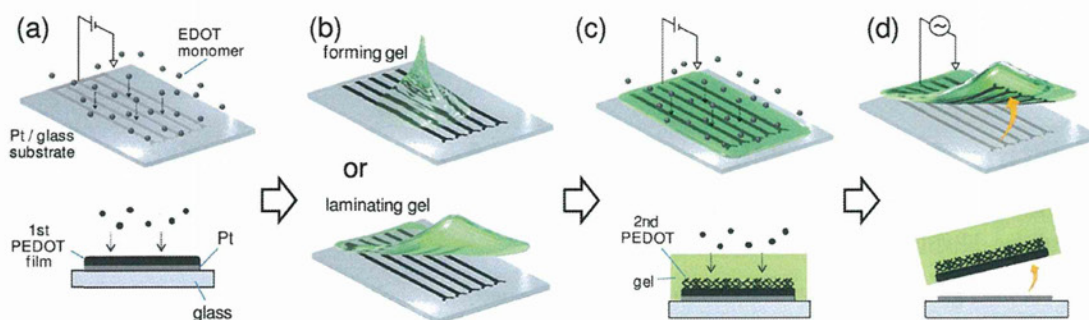 (a)
EDOT
monomer
Pt / glass
substrate
1st
PEDOT
film
Pt
glass
(b)
forming gel
or
laminating gel
(c)
2nd
PEDOT
gel
(d)